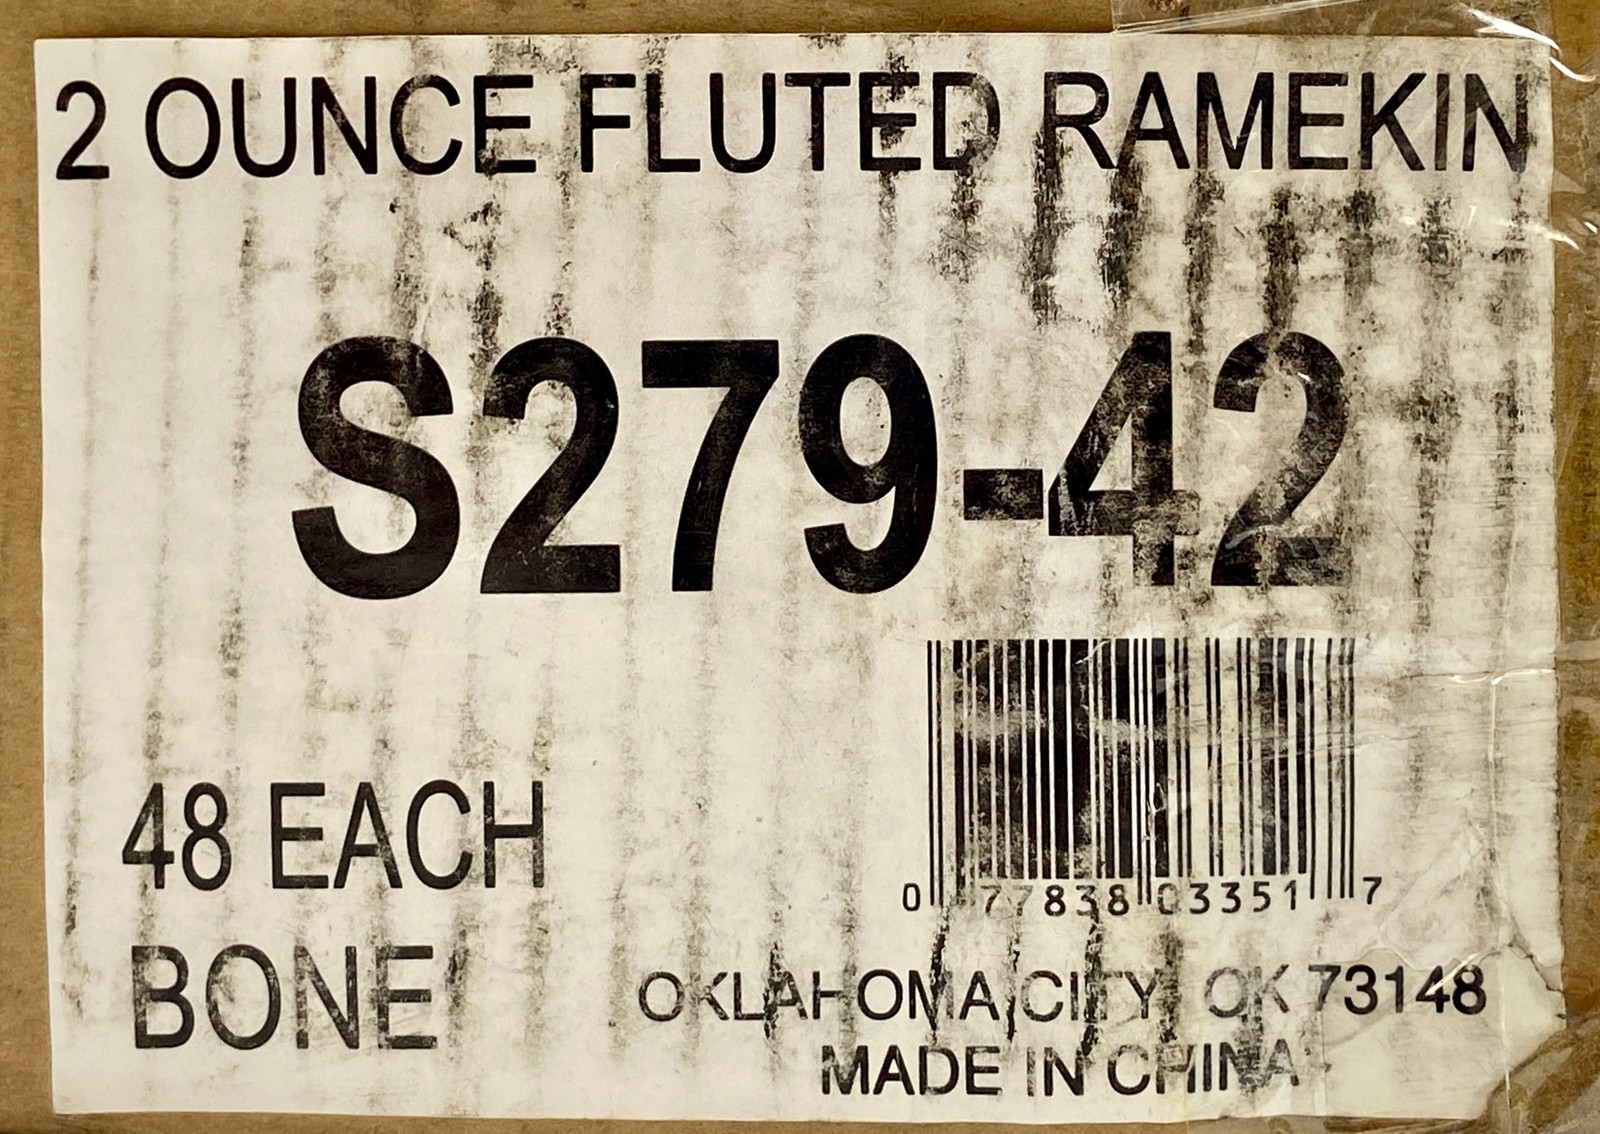 2 OUNCE FLUTED RAMEKIN
S279-42
48 EACH
0 77838 03351 7
BONE
OKLAHOMA CITY, OK 73148
MADE IN CHINA